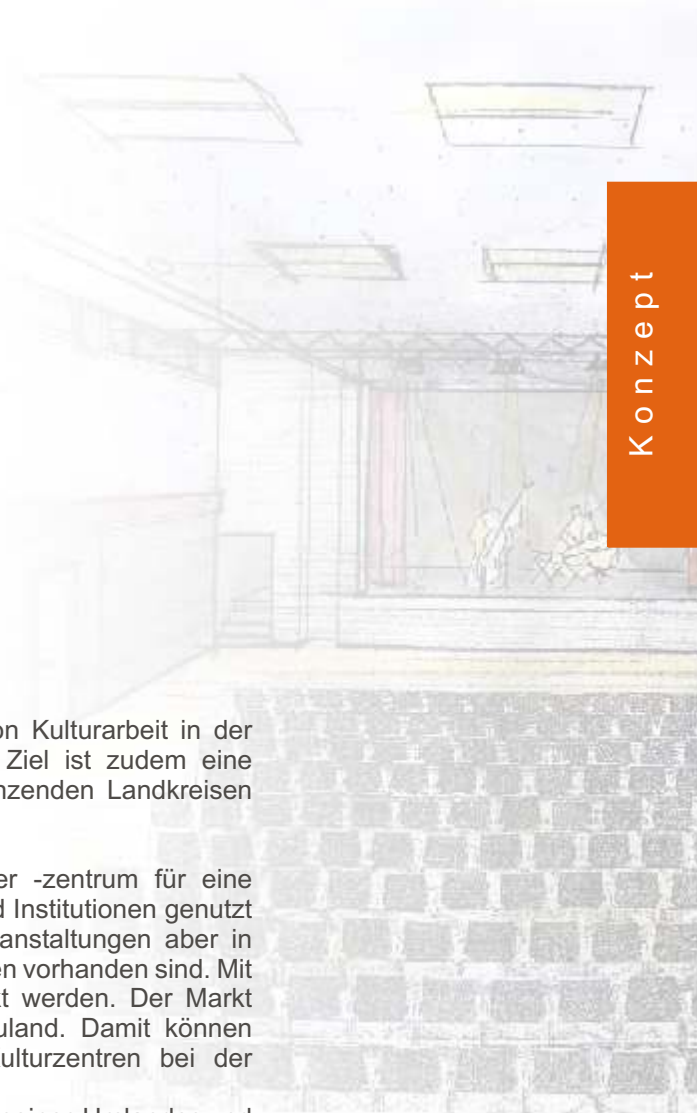 Konzept
on Kulturarbeit in der
Ziel ist zudem eine
nzenden Landkreisen
er -zentrum für eine
d Institutionen genutzt
anstaltungen aber in
en vorhanden sind. Mit
kt werden. Der Markt
uland. Damit können
ulturzentren bei der